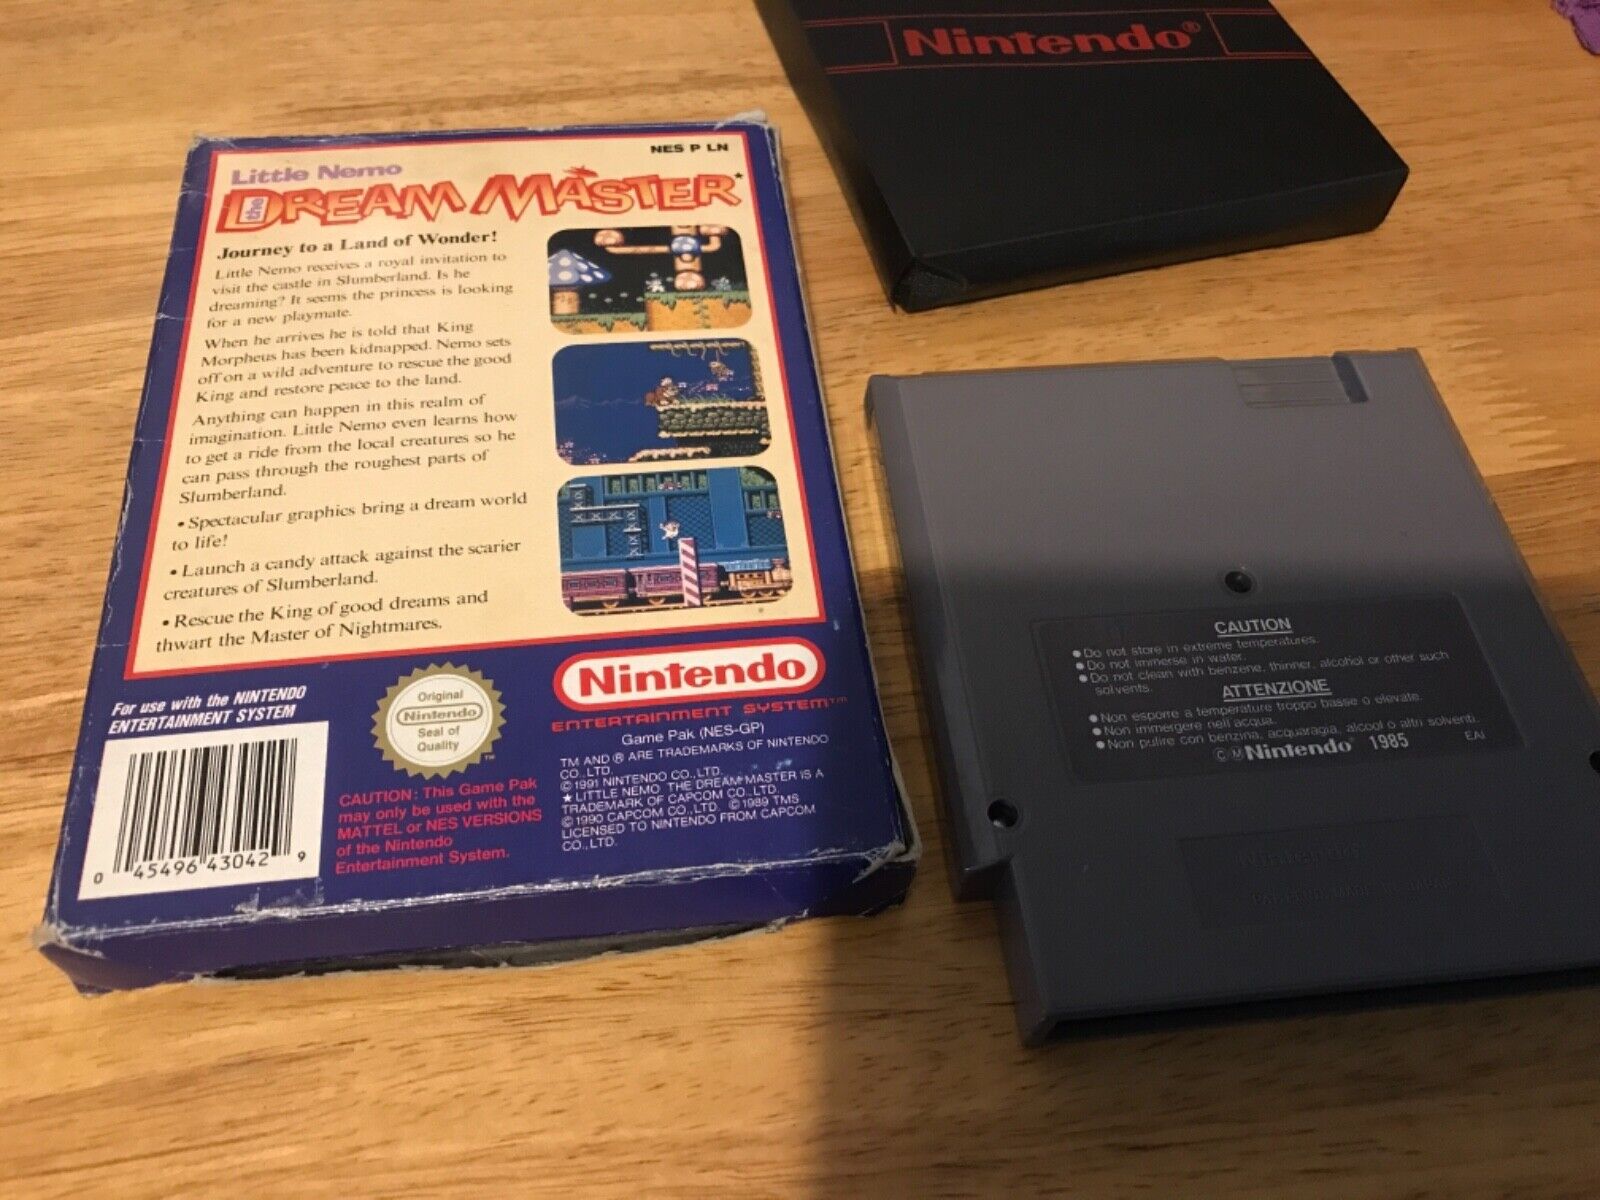 NES P LN
Little Nemo
the DREAM MASTER*
Journey to a Land of Wonder!
Little Nemo receives a royal invitation to
visit the castle in Slumberland. Is he
dreaming? It seems the princess is looking
for a new playmate.
When he arrives he is told that King
Morpheus has been kidnapped. Nemo sets
off on a wild adventure to rescue the good
King and restore peace to the land.
Anything can happen in this realm of
imagination. Little Nemo even learns how
to get a ride from the local creatures so he
can pass through the roughest parts of
Slumberland.
• Spectacular graphics bring a dream world
to life!
• Launch a candy attack against the scarier
creatures of Slumberland.
• Rescue the King of good dreams and
thwart the Master of Nightmares.
For use with the NINTENDO
ENTERTAINMENT SYSTEM
0 45496 43042 9
Original
Nintendo
Seal of
Quality
TM
CAUTION: This Game Pak
may only be used with the
MATTEL or NES VERSIONS
of the Nintendo
Entertainment System.
Nintendo
ENTERTAINMENT SYSTEM™
Game Pak (NES-GP)
TM AND ® ARE TRADEMARKS OF NINTENDO
CO., LTD.
© 1991 NINTENDO CO., LTD.
★ LITTLE NEMO THE DREAM MASTER IS A
TRADEMARK OF CAPCOM CO., LTD.
© 1990 CAPCOM CO., LTD. © 1989 TMS
LICENSED TO NINTENDO FROM CAPCOM
CO., LTD.
Nintendo®
CAUTION
● Do not store in extreme temperatures.
● Do not immerse in water.
● Do not clean with benzene, thinner, alcohol or other such
solvents.
ATTENZIONE
● Non esporre a temperature troppo basse o elevate.
● Non immergere nell acqua.
● Non pulire con benzina, acquaragia, alcool o altri solventi.
© M Nintendo® 1985
EAI
Nintendo
MADE IN JAPAN